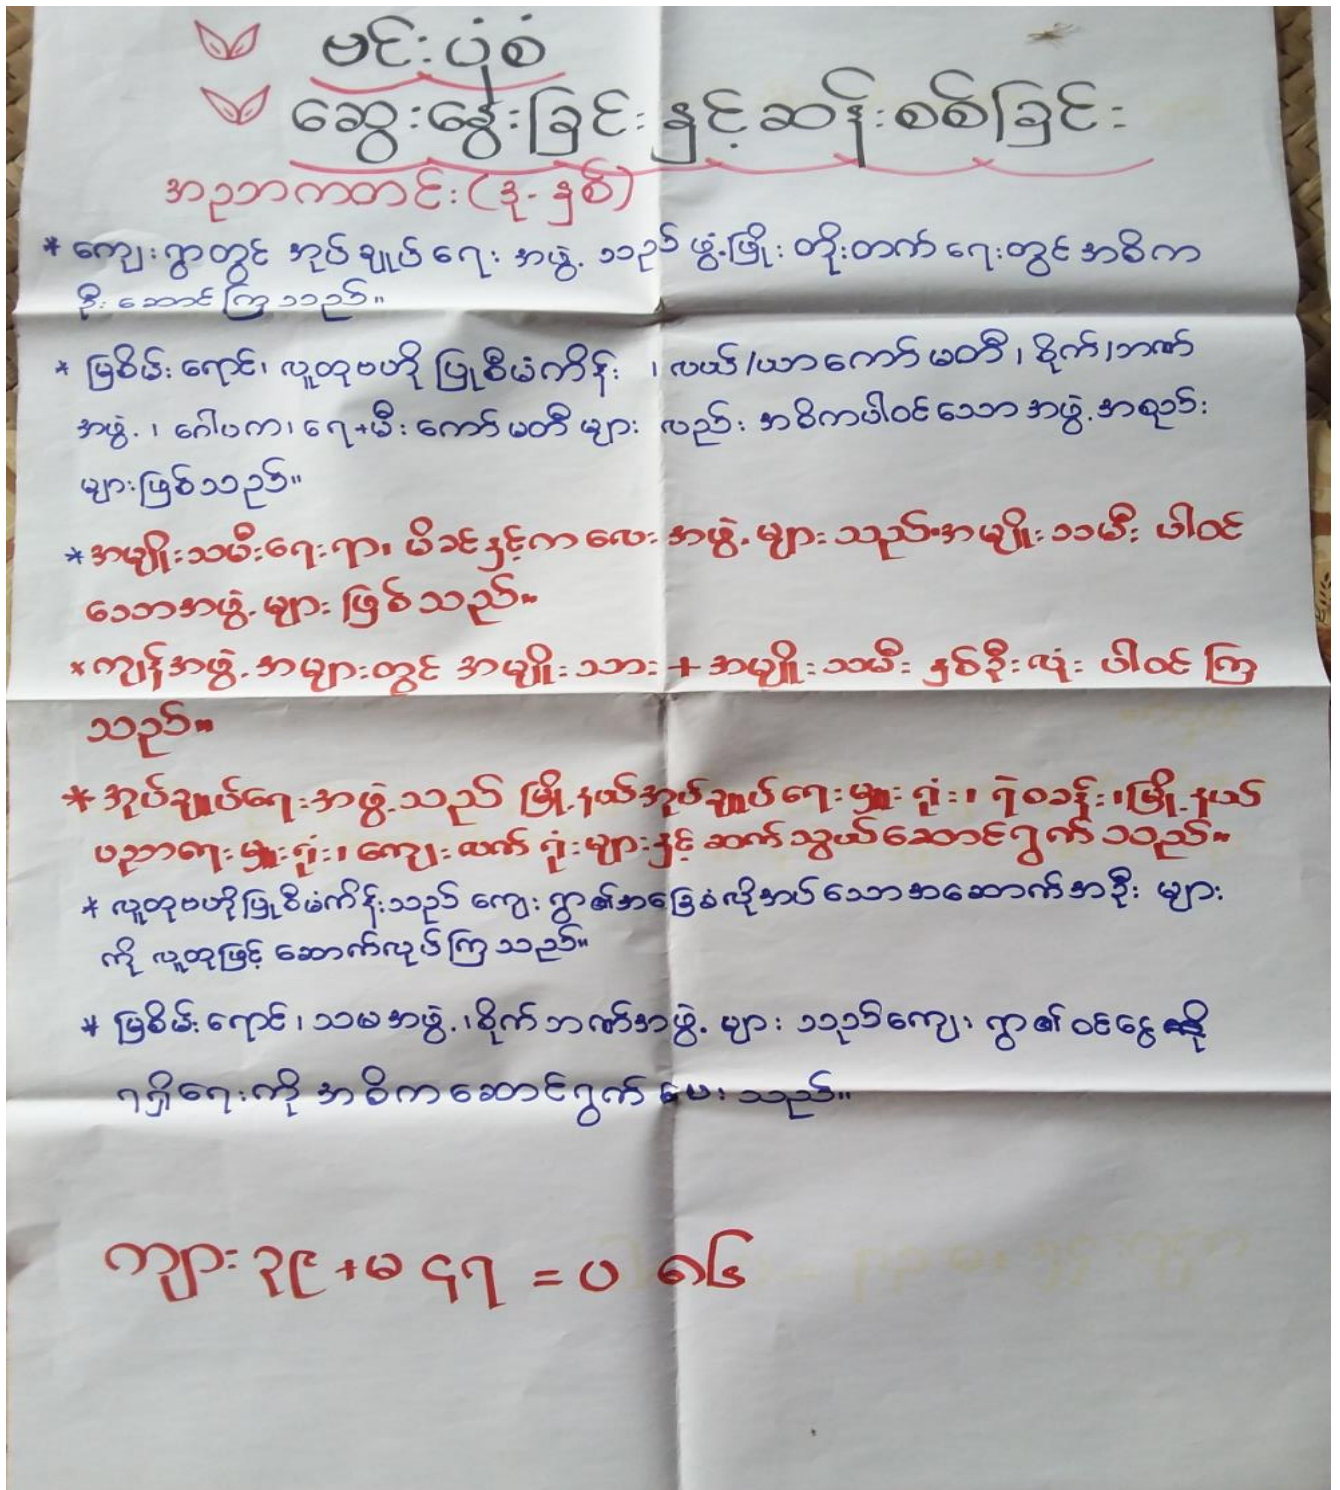 ဗင်းပုံစံ
ဆွေးနွေးခြင်းနှင့်ဆန်းစစ်ခြင်း
အညာကတင်း(ဒု-နှစ်)
* ကျေးရွာတွင် အုပ်ချုပ်ရေး အဖွဲ့ သည် ဖွံ့ဖြိုး တိုးတက် ရေးတွင် အဓိက
ဦး ဆောင်ကြသည်။
* မြစိမ်းရောင်၊ လူထုဗဟိုပြုစီမံကိန်း ၊ လယ်/ယာကော်မတီ၊ စိုက်/ဘဏ်
အဖွဲ့ ၊ ဂေါပက၊ ရေ+မီး ကော်မတီ များ လည်း အဓိကပါဝင်သော အဖွဲ့ အစည်း
များဖြစ်သည်။
* အမျိုးသမီးရေးရာ၊ မိခင်နှင့်ကလေး အဖွဲ့ များ သည် အမျိုးသမီး ပါဝင်
သောအဖွဲ့ များ ဖြစ်သည်။
* ကျန်အဖွဲ့ အများတွင် အမျိုးသား + အမျိုးသမီး နှစ်ဦးလုံး ပါဝင်ကြ
သည်။
* အုပ်ချုပ်ရေးအဖွဲ့သည် မြို့နယ်အုပ်ချုပ်ရေးမှူးရုံး၊ ရဲစခန်း၊ မြို့နယ်
ပညာရေးမှူးရုံး၊ ကျေးလက်ရုံးများနှင့် ဆက်သွယ်ဆောင်ရွက်သည်။
* လူထုဗဟိုပြုစီမံကိန်းသည် ကျေးရွာ၏အခြေခံလိုအပ်သောအဆောက်အဦး များ
ကို လူထုဖြင့် ဆောက်လုပ်ကြသည်။
* မြစိမ်းရောင်၊ သမအဖွဲ့၊ စိုက်ဘဏ်အဖွဲ့ များ သည်ကျေးရွာ၏ဝင်ငွေ
ရရှိရေးကို အဓိကဆောင်ရွက်ပေးသည်။
ကျား ၃၉ + မ ၄၇ = ပ ၈၆